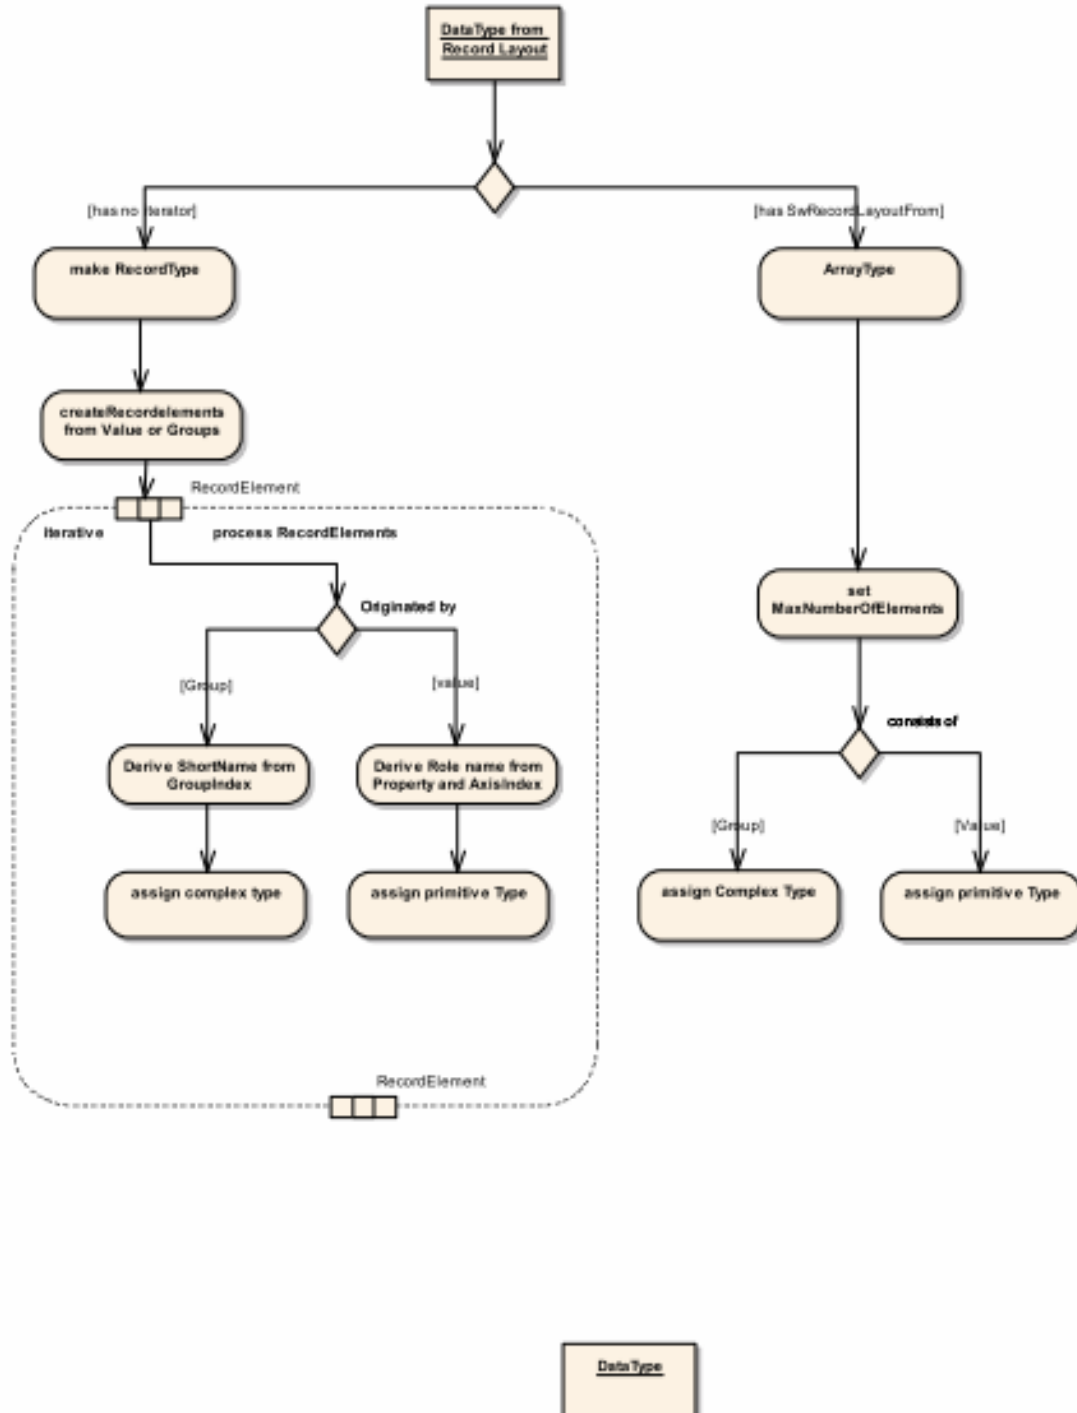 DataType from
Record Layout
[has no iterator]
[has SwRecordLayoutFrom]
make RecordType
ArrayType
createRecordelements
from Value or Groups
RecordElement
iterative
process RecordElements
set
MaxNumberOfElements
Originated by
[Group]
[value]
consists of
Derive ShortName from
GroupIndex
Derive Role name from
Property and AxisIndex
[Group]
[Value]
assign complex type
assign primitive Type
assign Complex Type
assign primitive Type
RecordElement
DataType